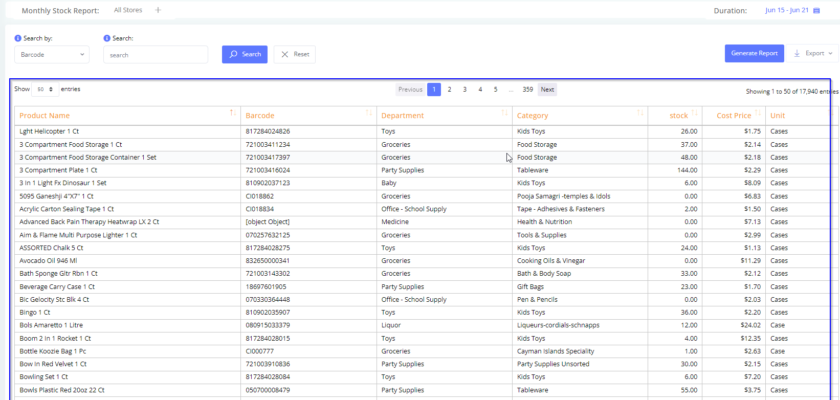 Monthly Stock Report: All Stores + Duration: Jun 15 - Jun 21
Search by: Search:
Barcode search Search Reset Generate Report Export
Show 50 entries Previous 1 2 3 4 5 ... 359 Next Showing 1 to 50 of 17,940 entries
Product Name Barcode Department Category stock Cost Price Unit
Lght Helicopter 1 Ct 817284024826 Toys Kids Toys 26.00 $1.75 Cases
3 Compartment Food Storage 1 Ct 721003411234 Groceries Food Storage 37.00 $2.14 Cases
3 Compartment Food Storage Container 1 Set 721003417397 Groceries Food Storage 48.00 $2.18 Cases
3 Compartment Plate 1 Ct 721003416024 Party Supplies Tableware 144.00 $2.29 Cases
3 In 1 Light Fx Dinosaur 1 Set 810902037123 Baby Kids Toys 6.00 $8.09 Cases
5095 Ganeshji 4"X7" 1 Ct CI018862 Groceries Pooja Samagri -temples & Idols 0.00 $6.83 Cases
Acrylic Carton Sealing Tape 1 Ct CI018834 Office - School Supply Tape - Adhesives & Fasteners 2.00 $1.50 Cases
Advanced Back Pain Therapy Heatwrap LX 2 Ct [object Object] Medicine Health & Nutrition 0.00 $7.13 Cases
Aim & Flame Multi Purpose Lighter 1 Ct 070257632125 Groceries Tools & Supplies 0.00 $2.99 Cases
ASSORTED Chalk 5 Ct 817284028275 Toys Kids Toys 24.00 $1.13 Cases
Avocado Oil 946 Ml 832650000341 Groceries Cooking Oils & Vinegar 0.00 $11.29 Cases
Bath Sponge Gltr Rbn 1 Ct 721003143302 Groceries Bath & Body Soap 33.00 $2.12 Cases
Beverage Carry Case 1 Ct 18697601905 Party Supplies Gift Bags 23.00 $1.70 Cases
Bic Gelocity Stc Blk 4 Ct 070330364448 Office - School Supply Pen & Pencils 0.00 $2.03 Cases
Bingo 1 Ct 810902035907 Toys Kids Toys 36.00 $2.20 Cases
Bols Amaretto 1 Litre 080915033379 Liquor Liqueurs-cordials-schnapps 12.00 $24.02 Case
Boom 2 In 1 Rocket 1 Ct 817284028015 Toys Kids Toys 4.00 $12.35 Cases
Bottle Koozie Bag 1 Pc CI000777 Groceries Cayman Islands Speciality 1.00 $2.63 Case
Bow In Red Velvet 1 Ct 721003910836 Party Supplies Party Supplies Unsorted 30.00 $2.15 Cases
Bowling Set 1 Ct 817284028084 Toys Kids Toys 6.00 $7.20 Cases
Bowls Plastic Red 20oz 22 Ct 050700008479 Party Supplies Tableware 55.00 $3.75 Cases